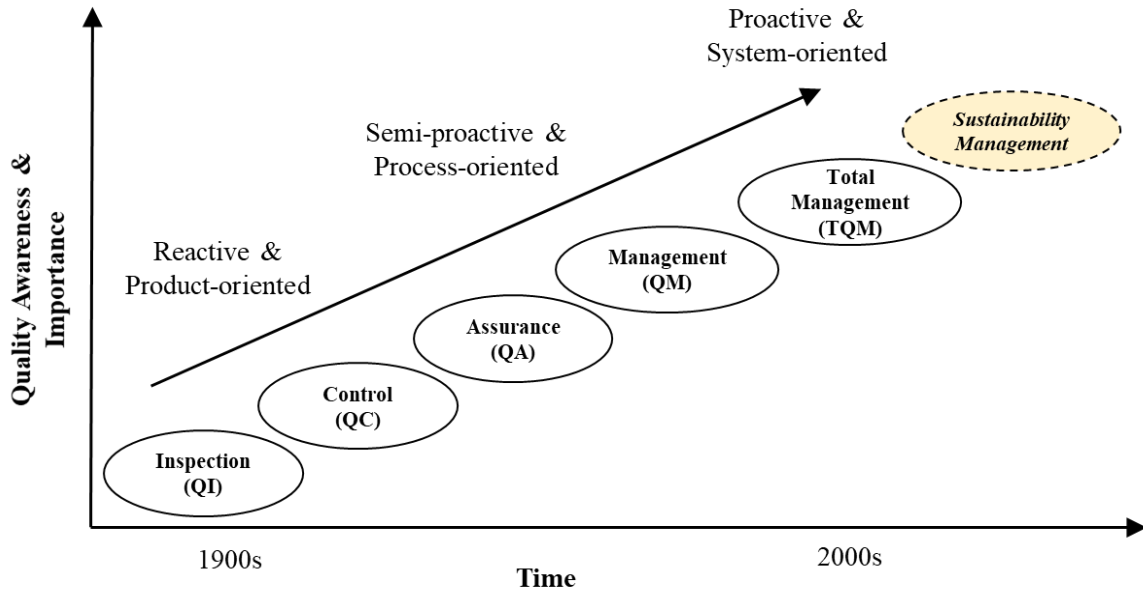 Proactive &
System-oriented
Semi-proactive &
Process-oriented
Reactive &
Product-oriented
Sustainability
Management
Total
Management
(TQM)
Management
(QM)
Assurance
(QA)
Control
(QC)
Inspection
(QI)
Quality Awareness &
Importance
1900s
2000s
Time